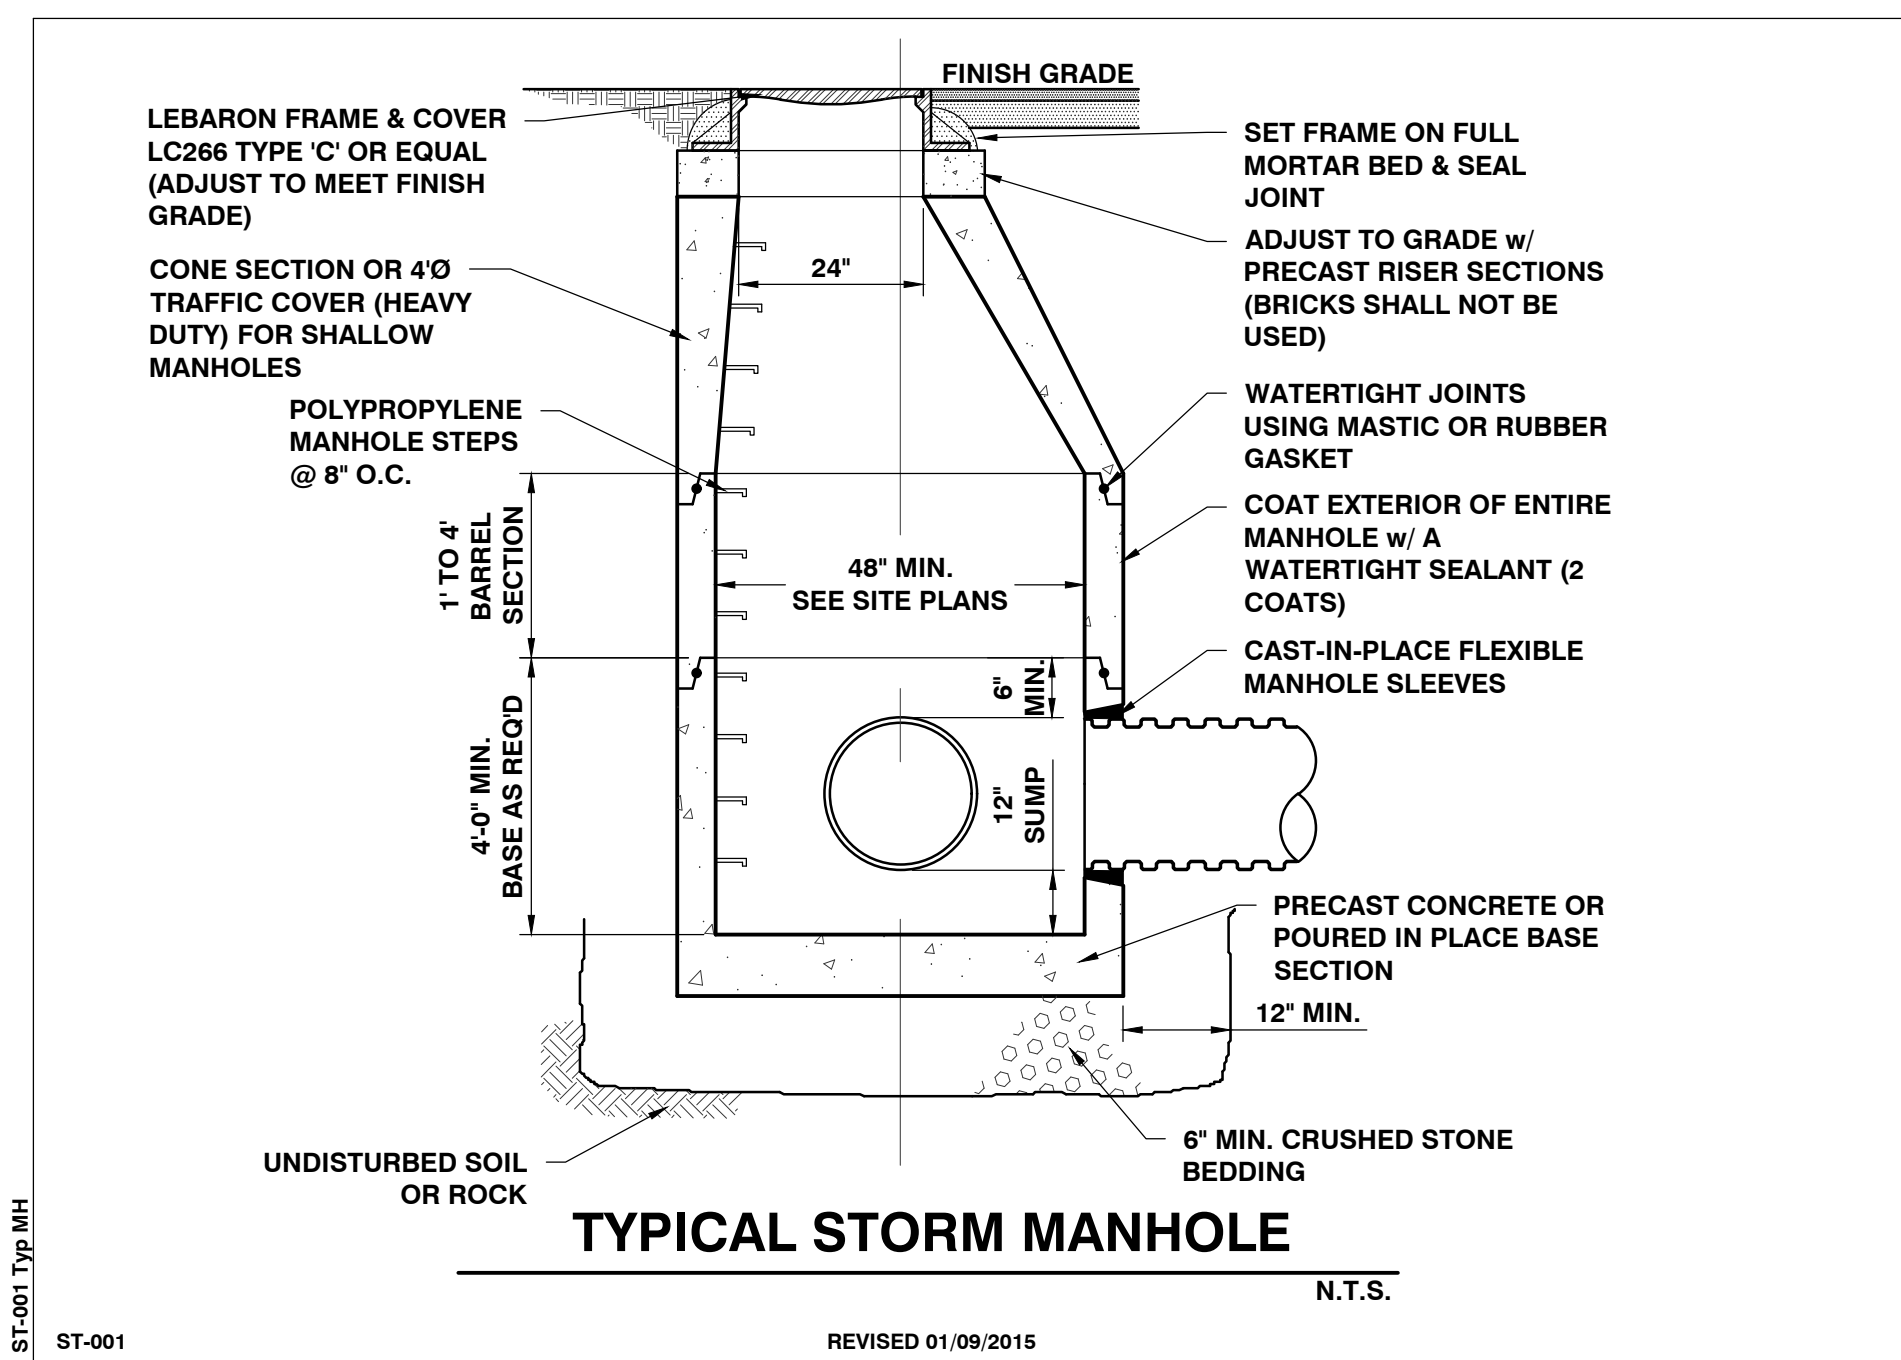 FINISH GRADE
LEBARON FRAME & COVER
LC266 TYPE 'C' OR EQUAL
(ADJUST TO MEET FINISH
GRADE)
CONE SECTION OR 4'Ø
TRAFFIC COVER (HEAVY
DUTY) FOR SHALLOW
MANHOLES
POLYPROPYLENE
MANHOLE STEPS
@ 8" O.C.
1' TO 4'
BARREL
SECTION
4'-0" MIN.
BASE AS REQ'D
24"
48" MIN.
SEE SITE PLANS
6"
MIN.
12"
SUMP
SET FRAME ON FULL
MORTAR BED & SEAL
JOINT
ADJUST TO GRADE w/
PRECAST RISER SECTIONS
(BRICKS SHALL NOT BE
USED)
WATERTIGHT JOINTS
USING MASTIC OR RUBBER
GASKET
COAT EXTERIOR OF ENTIRE
MANHOLE w/ A
WATERTIGHT SEALANT (2
COATS)
CAST-IN-PLACE FLEXIBLE
MANHOLE SLEEVES
PRECAST CONCRETE OR
POURED IN PLACE BASE
SECTION
12" MIN.
6" MIN. CRUSHED STONE
BEDDING
UNDISTURBED SOIL
OR ROCK
TYPICAL STORM MANHOLE
N.T.S.
ST-001 Typ MH
ST-001
REVISED 01/09/2015